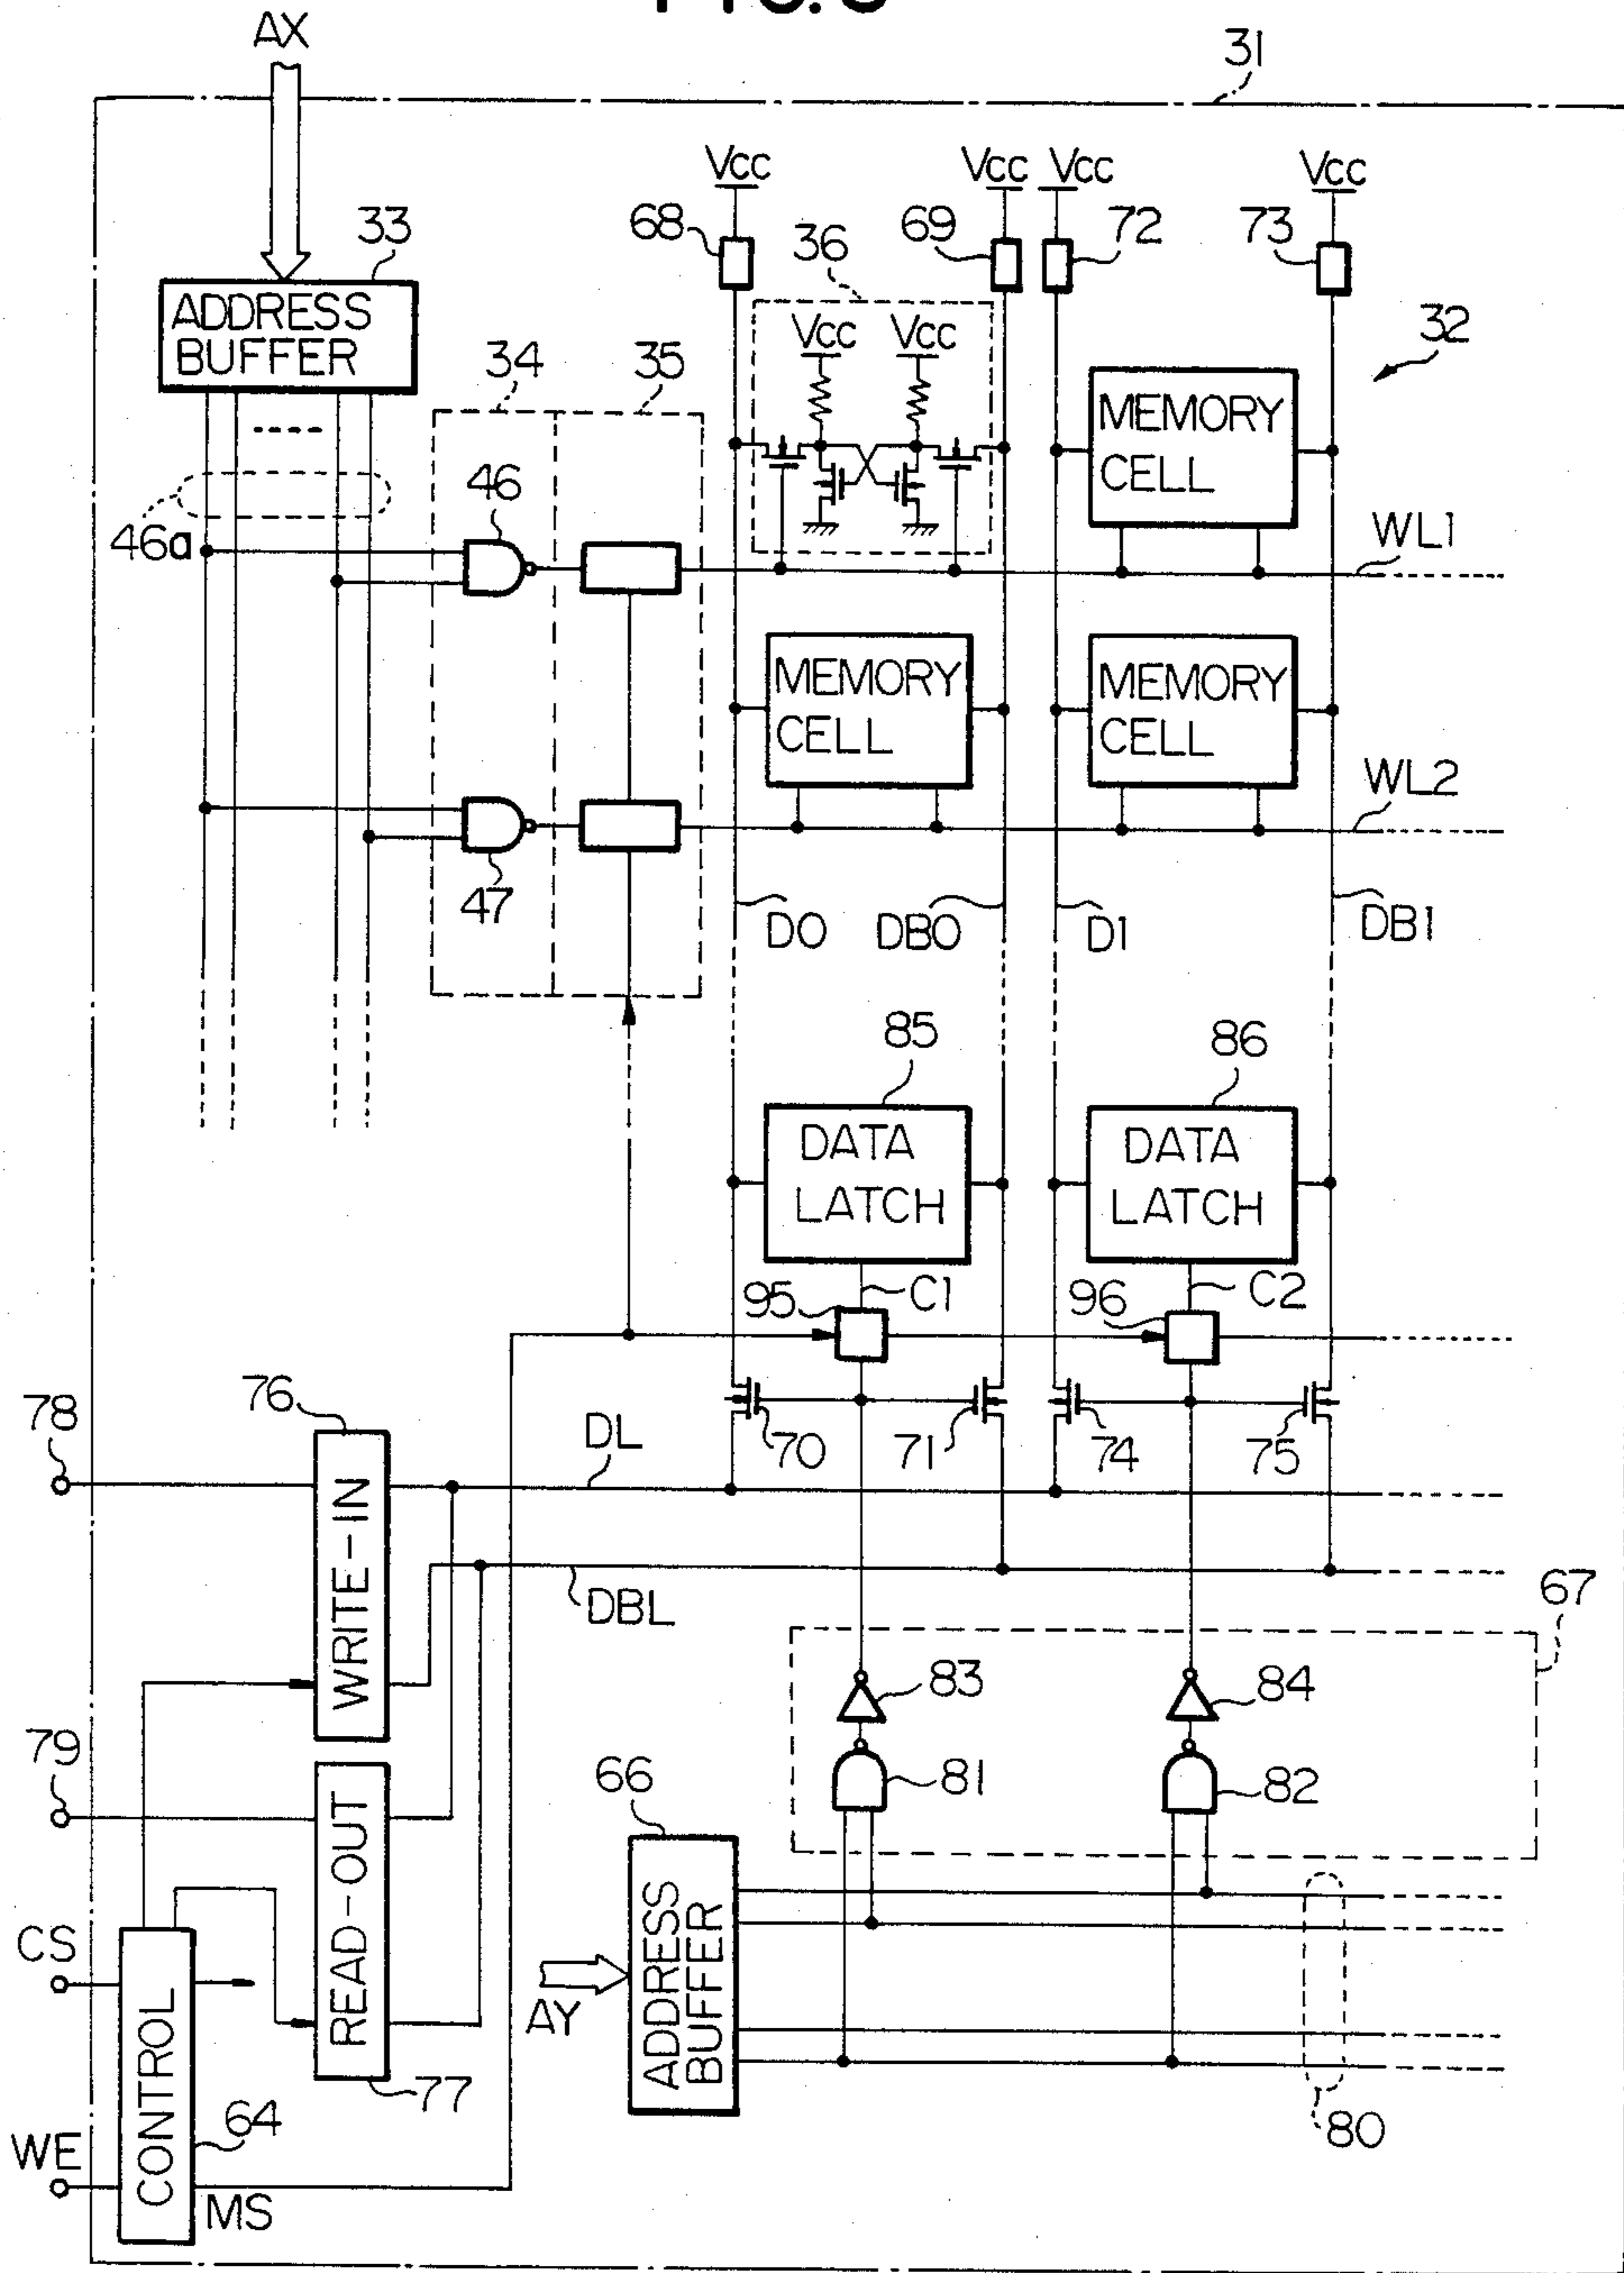 AX
31
Vcc
Vcc
Vcc
Vcc
33
68
36
69
72
73
ADDRESS
BUFFER
34
35
Vcc
Vcc
32
MEMORY
CELL
46
46a
WL1
MEMORY
CELL
MEMORY
CELL
WL2
47
D0
DB0
D1
DB1
85
86
DATA
LATCH
DATA
LATCH
95
C1
96
C2
76
78
DL
70
71
74
75
WRITE-IN
DBL
67
83
84
79
66
81
82
READ-OUT
CS
ADDRESS
BUFFER
AY
CONTROL
77
64
80
WE
MS